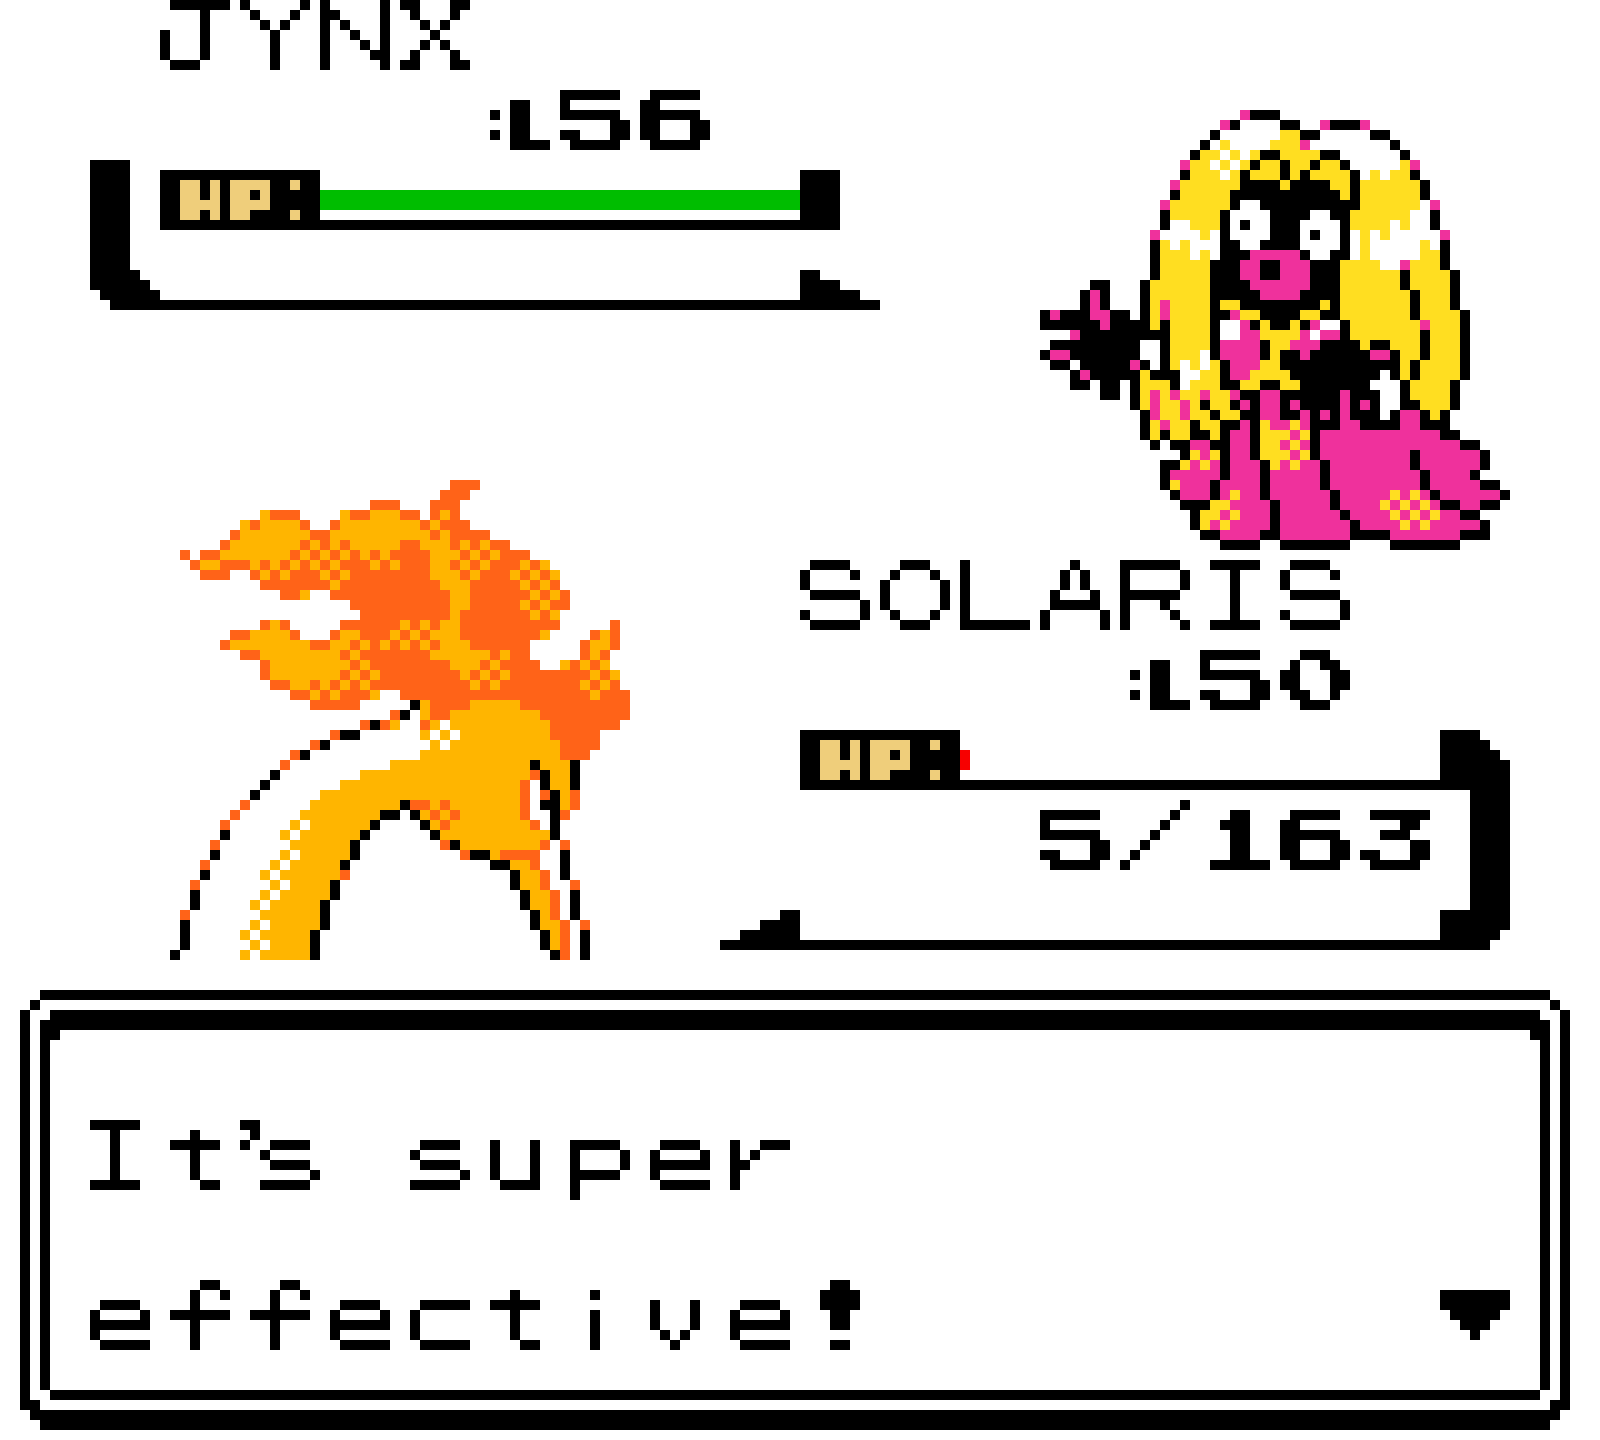 JYNX
:L56
HP:
SOLARIS
:L50
HP:
5/163
It's super
effective!